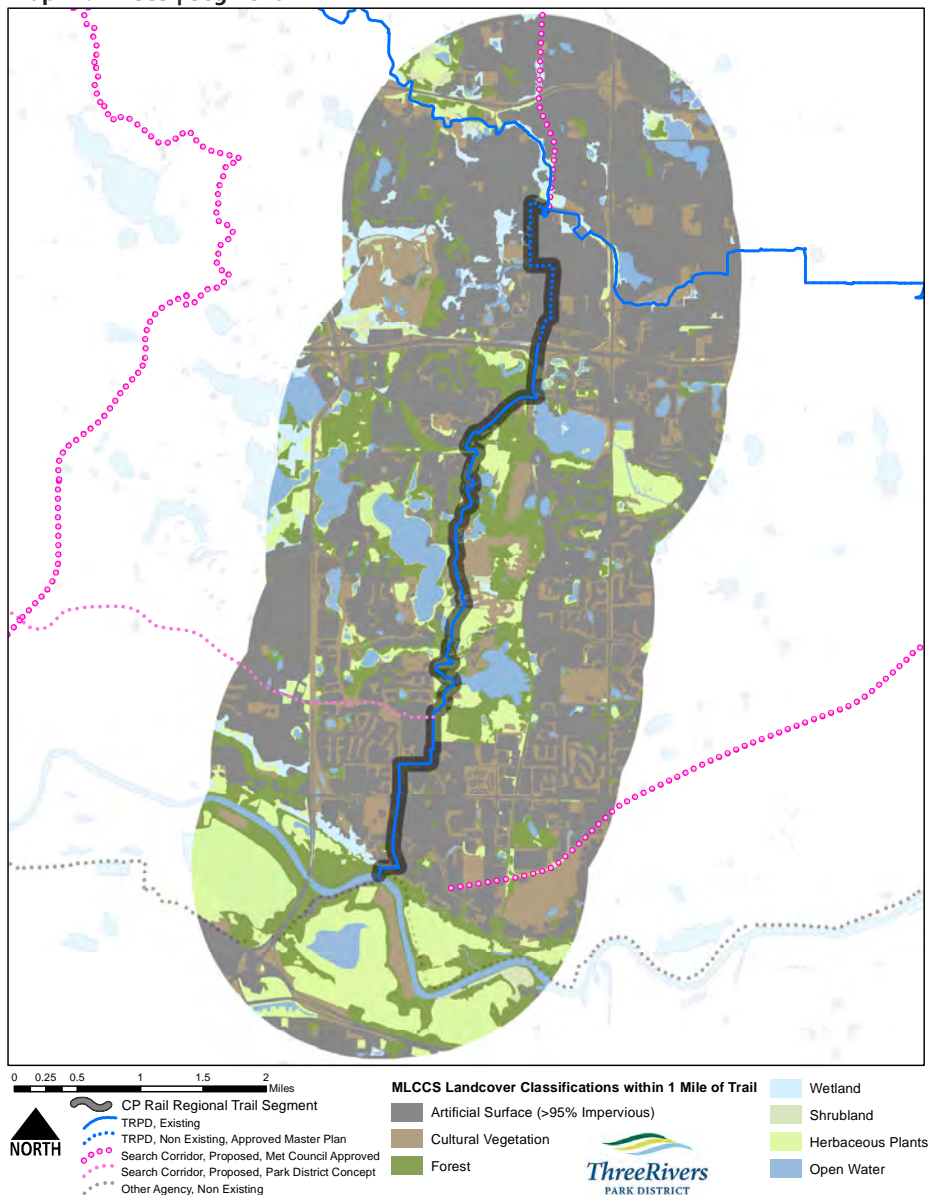 0 0.25 0.5 1 1.5 2
Miles
NORTH
CP Rail Regional Trail Segment
TRPD, Existing
TRPD, Non Existing, Approved Master Plan
Search Corridor, Proposed, Met Council Approved
Search Corridor, Proposed, Park District Concept
Other Agency, Non Existing
MLCCS Landcover Classifications within 1 Mile of Trail
Artificial Surface (>95% Impervious)
Cultural Vegetation
Forest
ThreeRivers
PARK DISTRICT
Wetland
Shrubland
Herbaceous Plants
Open Water